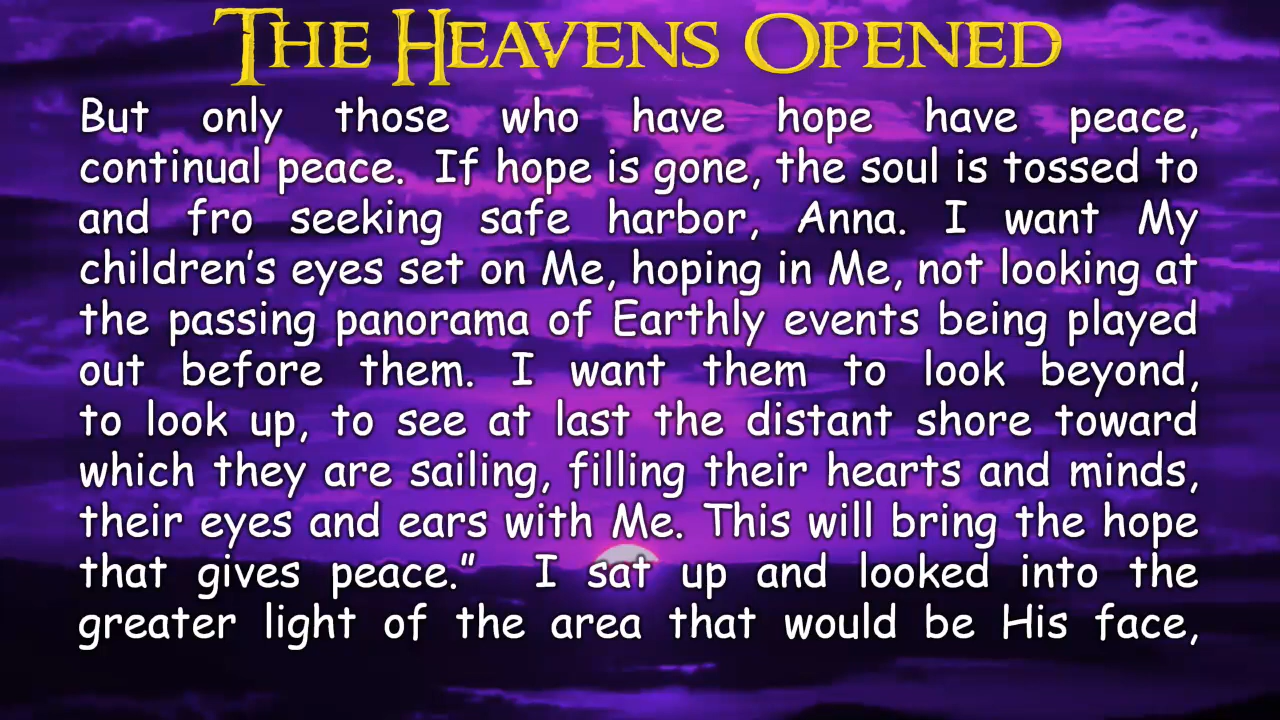 THE HEAVENS OPENED
But only those who have hope have peace,
continual peace. If hope is gone, the soul is tossed to
and fro seeking safe harbor, Anna. I want My
children's eyes set on Me, hoping in Me, not looking at
the passing panorama of Earthly events being played
out before them. I want them to look beyond,
to look up, to see at last the distant shore toward
which they are sailing, filling their hearts and minds,
their eyes and ears with Me. This will bring the hope
that gives peace.” I sat up and looked into the
greater light of the area that would be His face,